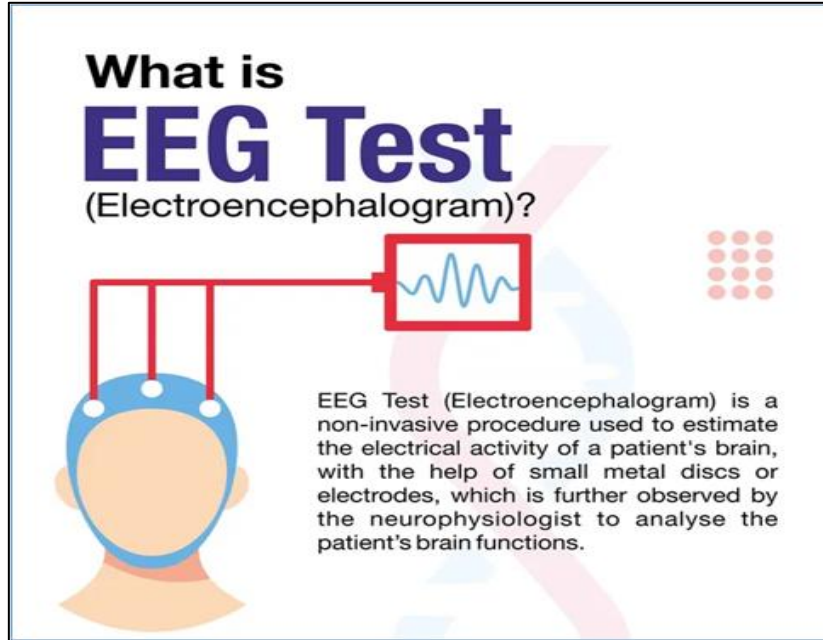 What is
EEG Test
(Electroencephalogram)?
EEG Test (Electroencephalogram) is a
non-invasive procedure used to estimate
the electrical activity of a patient's brain,
with the help of small metal discs or
electrodes, which is further observed by
the neurophysiologist to analyse the
patient's brain functions.